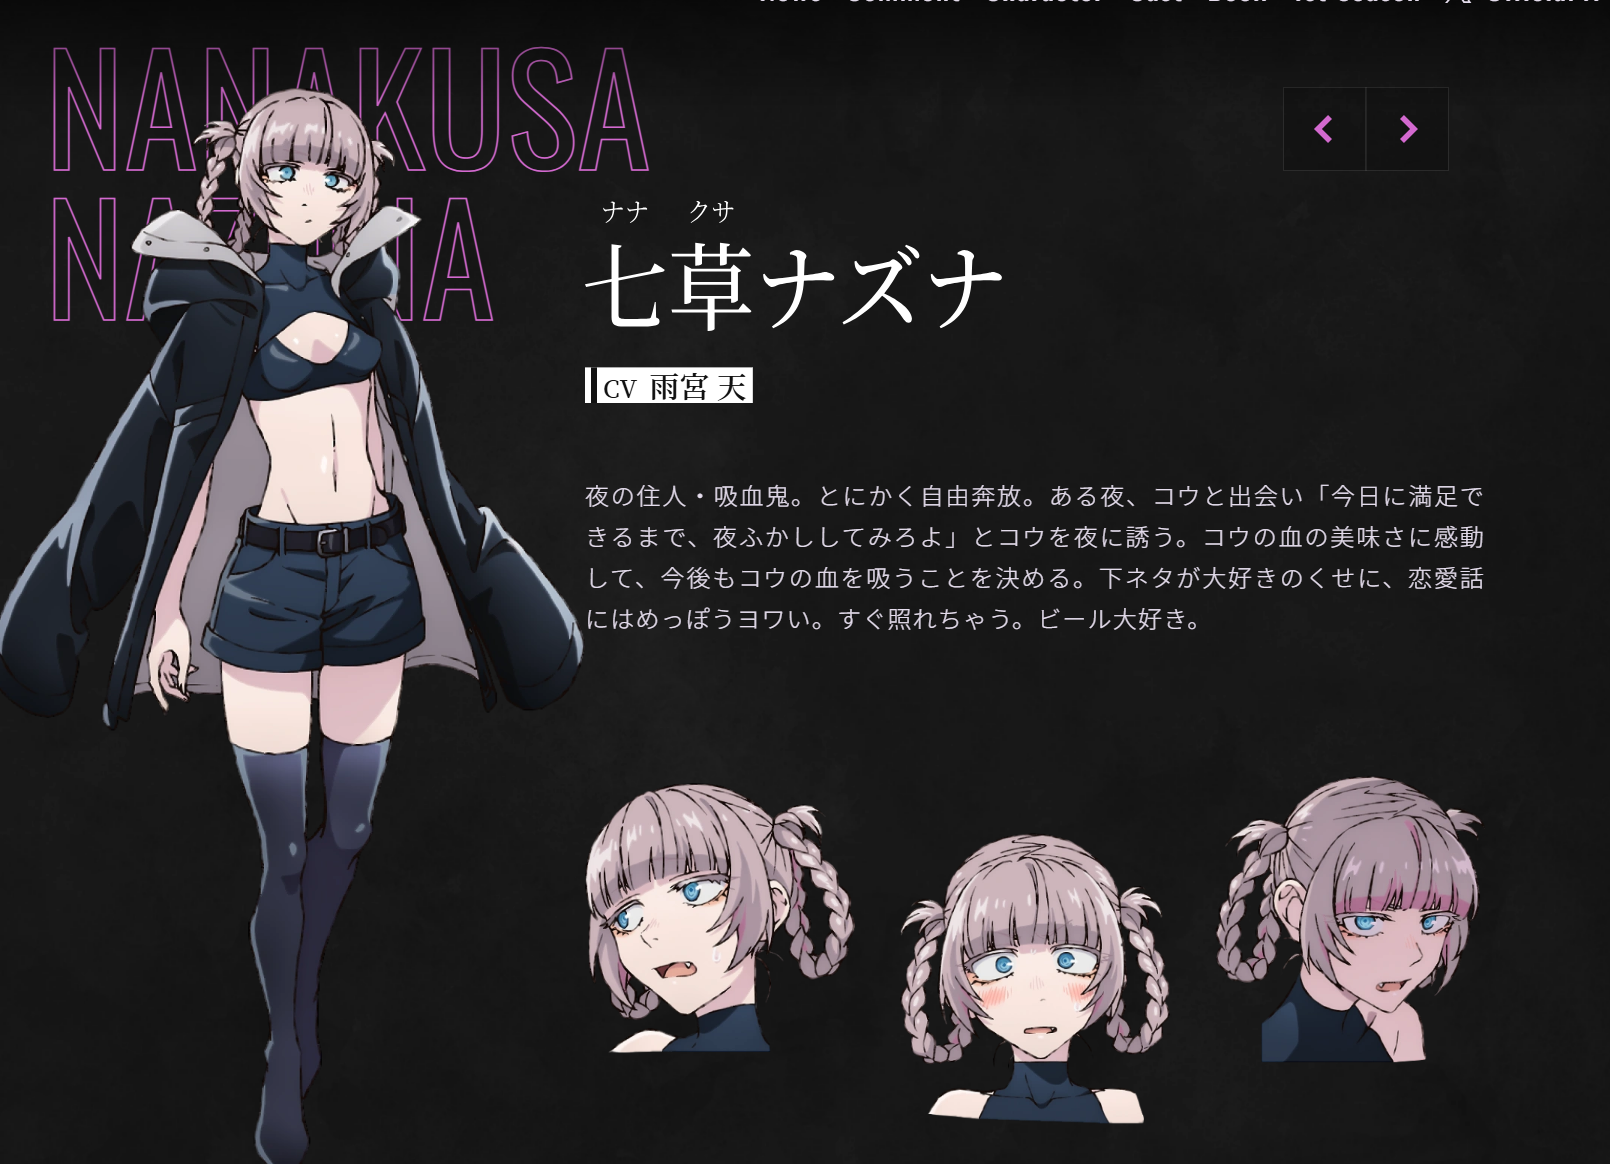 NANAKUSA
ナナ クサ
七草ナズナ
CV 雨宮 天
夜の住人・吸血鬼。とにかく自由奔放。ある夜、コウと出会い「今日に満足で
きるまで、夜ふかししてみろよ」とコウを夜に誘う。コウの血の美味さに感動
して、今後もコウの血を吸うことを決める。下ネタが大好きのくせに、恋愛話
にはめっぽうヨワい。すぐ照れちゃう。ビール大好き。